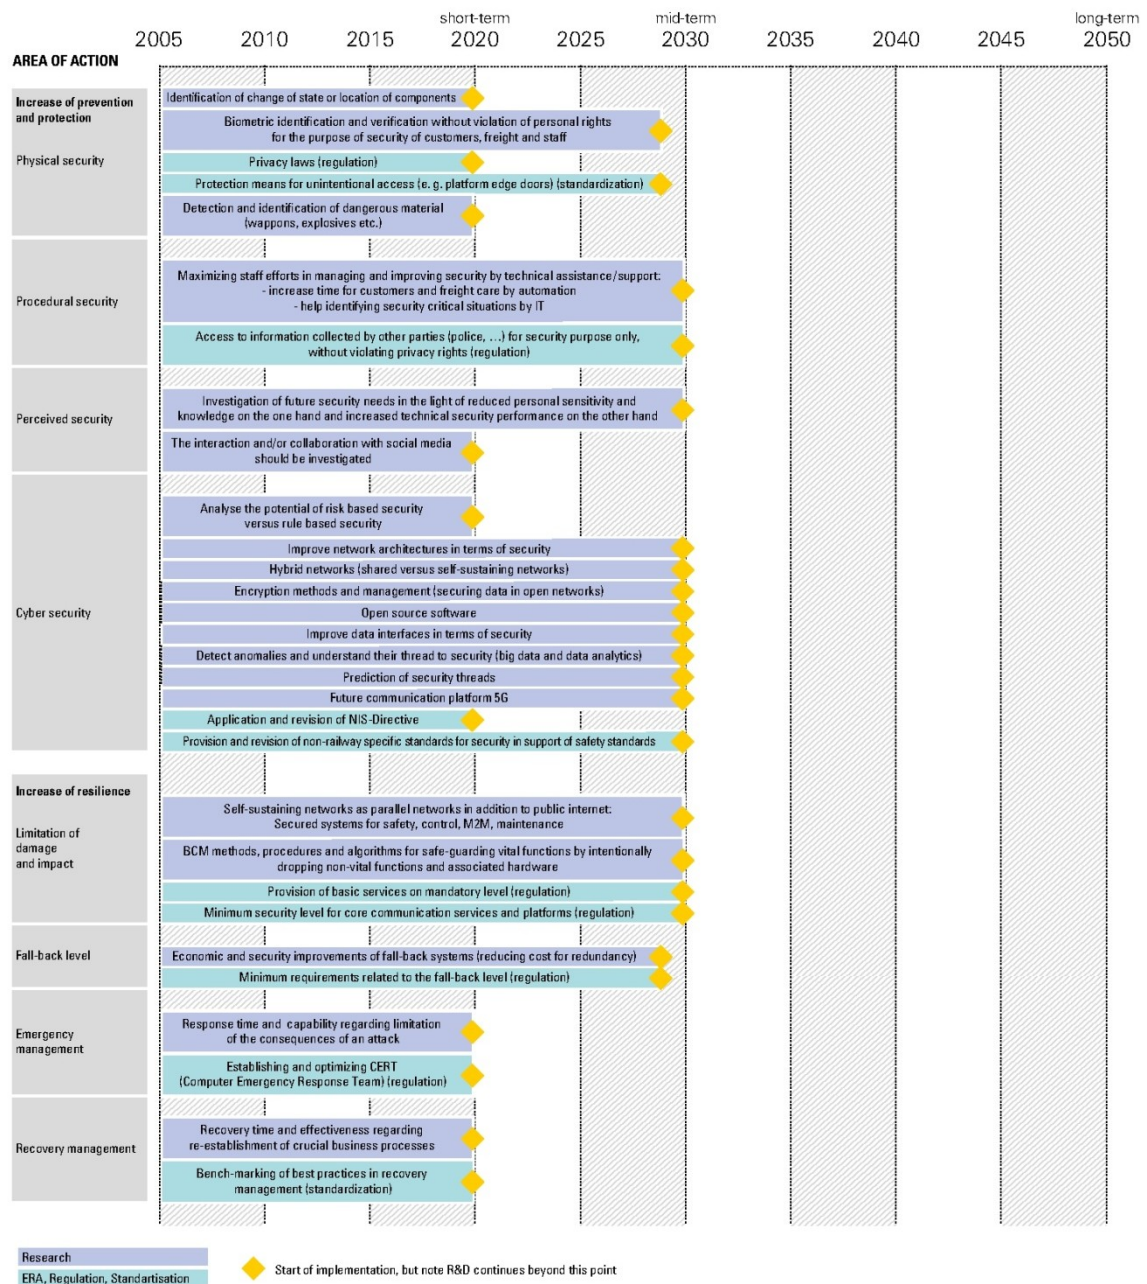 short-term mid-term long-term
2005 2010 2015 2020 2025 2030 2035 2040 2045 2050
AREA OF ACTION
Increase of prevention
and protection
Physical security
Identification of change of state or location of components
Biometric identification and verification without violation of personal rights
for the purpose of security of customers, freight and staff
Privacy laws (regulation)
Protection means for unintentional access (e. g. platform edge doors) (standardization)
Detection and identification of dangerous material
(wappons, explosives etc.)
Procedural security
Maximizing staff efforts in managing and improving security by technical assistance/support:
- increase time for customers and freight care by automation
- help identifying security critical situations by IT
Access to information collected by other parties (police, ...) for security purpose only,
without violating privacy rights (regulation)
Perceived security
Investigation of future security needs in the light of reduced personal sensitivity and
knowledge on the one hand and increased technical security performance on the other hand
The interaction and/or collaboration with social media
should be investigated
Cyber security
Analyse the potential of risk based security
versus rule based security
Improve network architectures in terms of security
Hybrid networks (shared versus self-sustaining networks)
Encryption methods and management (securing data in open networks)
Open source software
Improve data interfaces in terms of security
Detect anomalies and understand their thread to security (big data and data analytics)
Prediction of security threads
Future communication platform 5G
Application and revision of NIS-Directive
Provision and revision of non-railway specific standards for security in support of safety standards
Increase of resilience
Limitation of
damage
and impact
Self-sustaining networks as parallel networks in addition to public internet:
Secured systems for safety, control, M2M, maintenance
BCM methods, procedures and algorithms for safe-guarding vital functions by intentionally
dropping non-vital functions and associated hardware
Provision of basic services on mandatory level (regulation)
Minimum security level for core communication services and platforms (regulation)
Fall-back level
Economic and security improvements of fall-back systems (reducing cost for redundancy)
Minimum requirements related to the fall-back level (regulation)
Emergency
management
Response time and capability regarding limitation
of the consequences of an attack
Establishing and optimizing CERT
(Computer Emergency Response Team) (regulation)
Recovery management
Recovery time and effectiveness regarding
re-establishment of crucial business processes
Bench-marking of best practices in recovery
management (standardization)
Research
ERA, Regulation, Standartisation
Start of implementation, but note R&D continues beyond this point